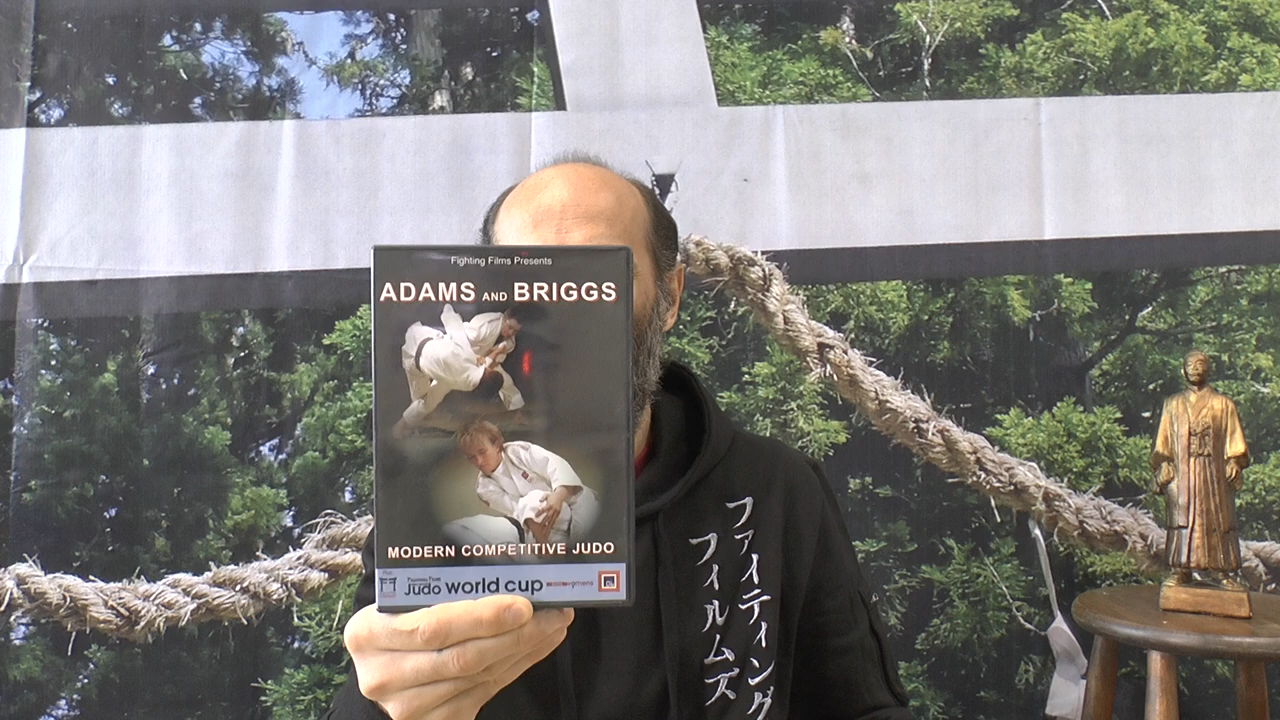 Fighting Films Presents
ADAMS AND BRIGGS
MODERN COMPETITIVE JUDO
Judo world cup womens
ファイティング
フィルムズ